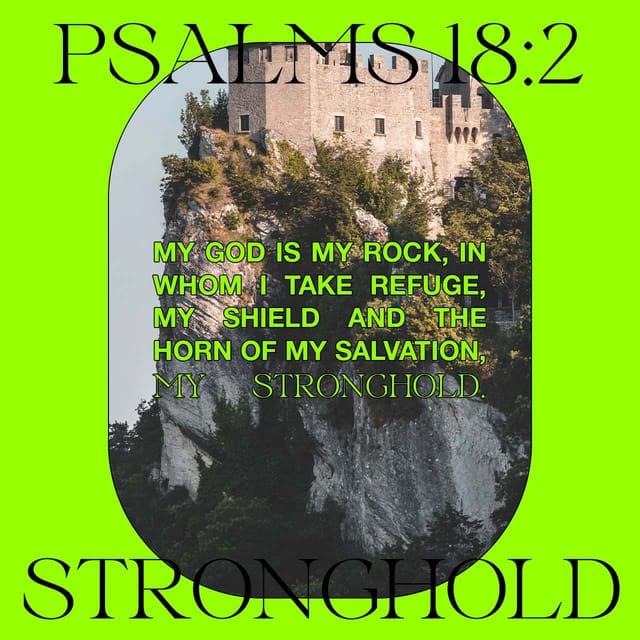 PSALMS 18:2
MY GOD IS MY ROCK, IN
WHOM I TAKE REFUGE,
MY SHIELD AND THE
HORN OF MY SALVATION,
MY STRONGHOLD.
STRONGHOLD